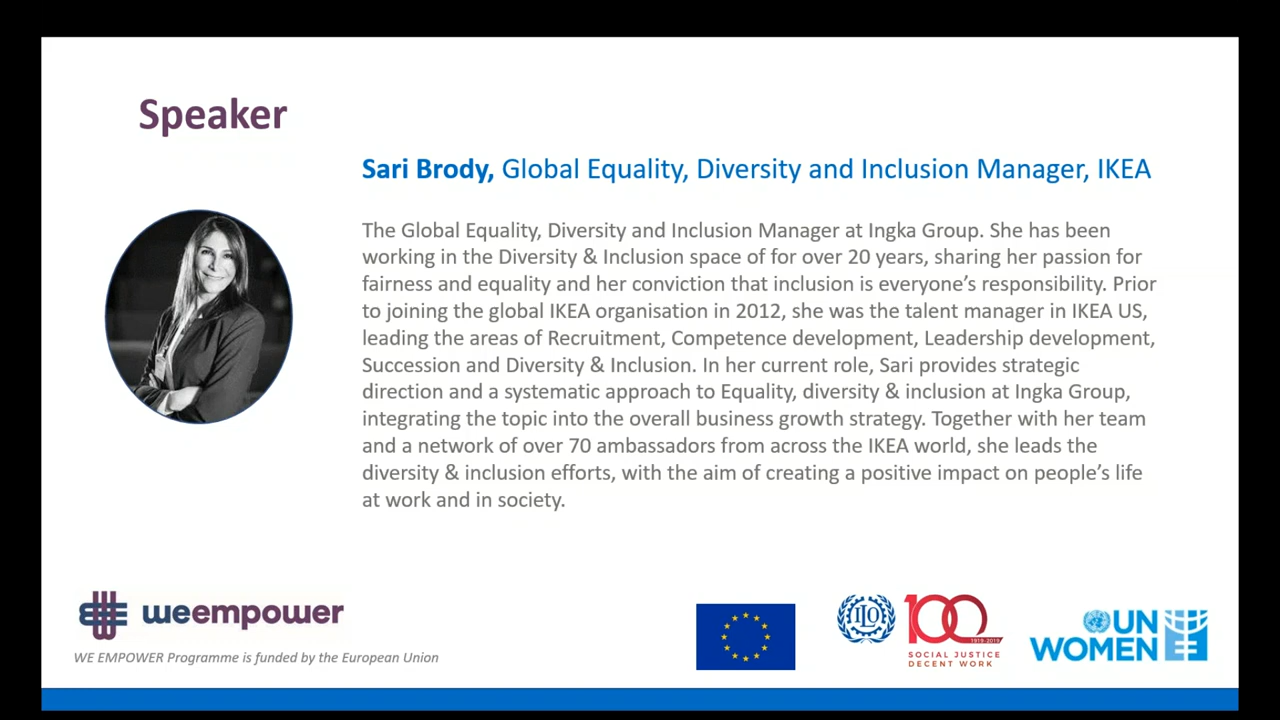 Speaker
Sari Brody, Global Equality, Diversity and Inclusion Manager, IKEA
The Global Equality, Diversity and Inclusion Manager at Ingka Group. She has been
working in the Diversity & Inclusion space of for over 20 years, sharing her passion for
fairness and equality and her conviction that inclusion is everyone's responsibility. Prior
to joining the global IKEA organisation in 2012, she was the talent manager in IKEA US,
leading the areas of Recruitment, Competence development, Leadership development,
Succession and Diversity & Inclusion. In her current role, Sari provides strategic
direction and a systematic approach to Equality, diversity & inclusion at Ingka Group,
integrating the topic into the overall business growth strategy. Together with her team
and a network of over 70 ambassadors from across the IKEA world, she leads the
diversity & inclusion efforts, with the aim of creating a positive impact on people's life
at work and in society.
WE
weempower
WE EMPOWER Programme is funded by the European Union
ILO
100
1919-2019
SOCIAL JUSTICE
DECENT WORK
UN
WOMEN